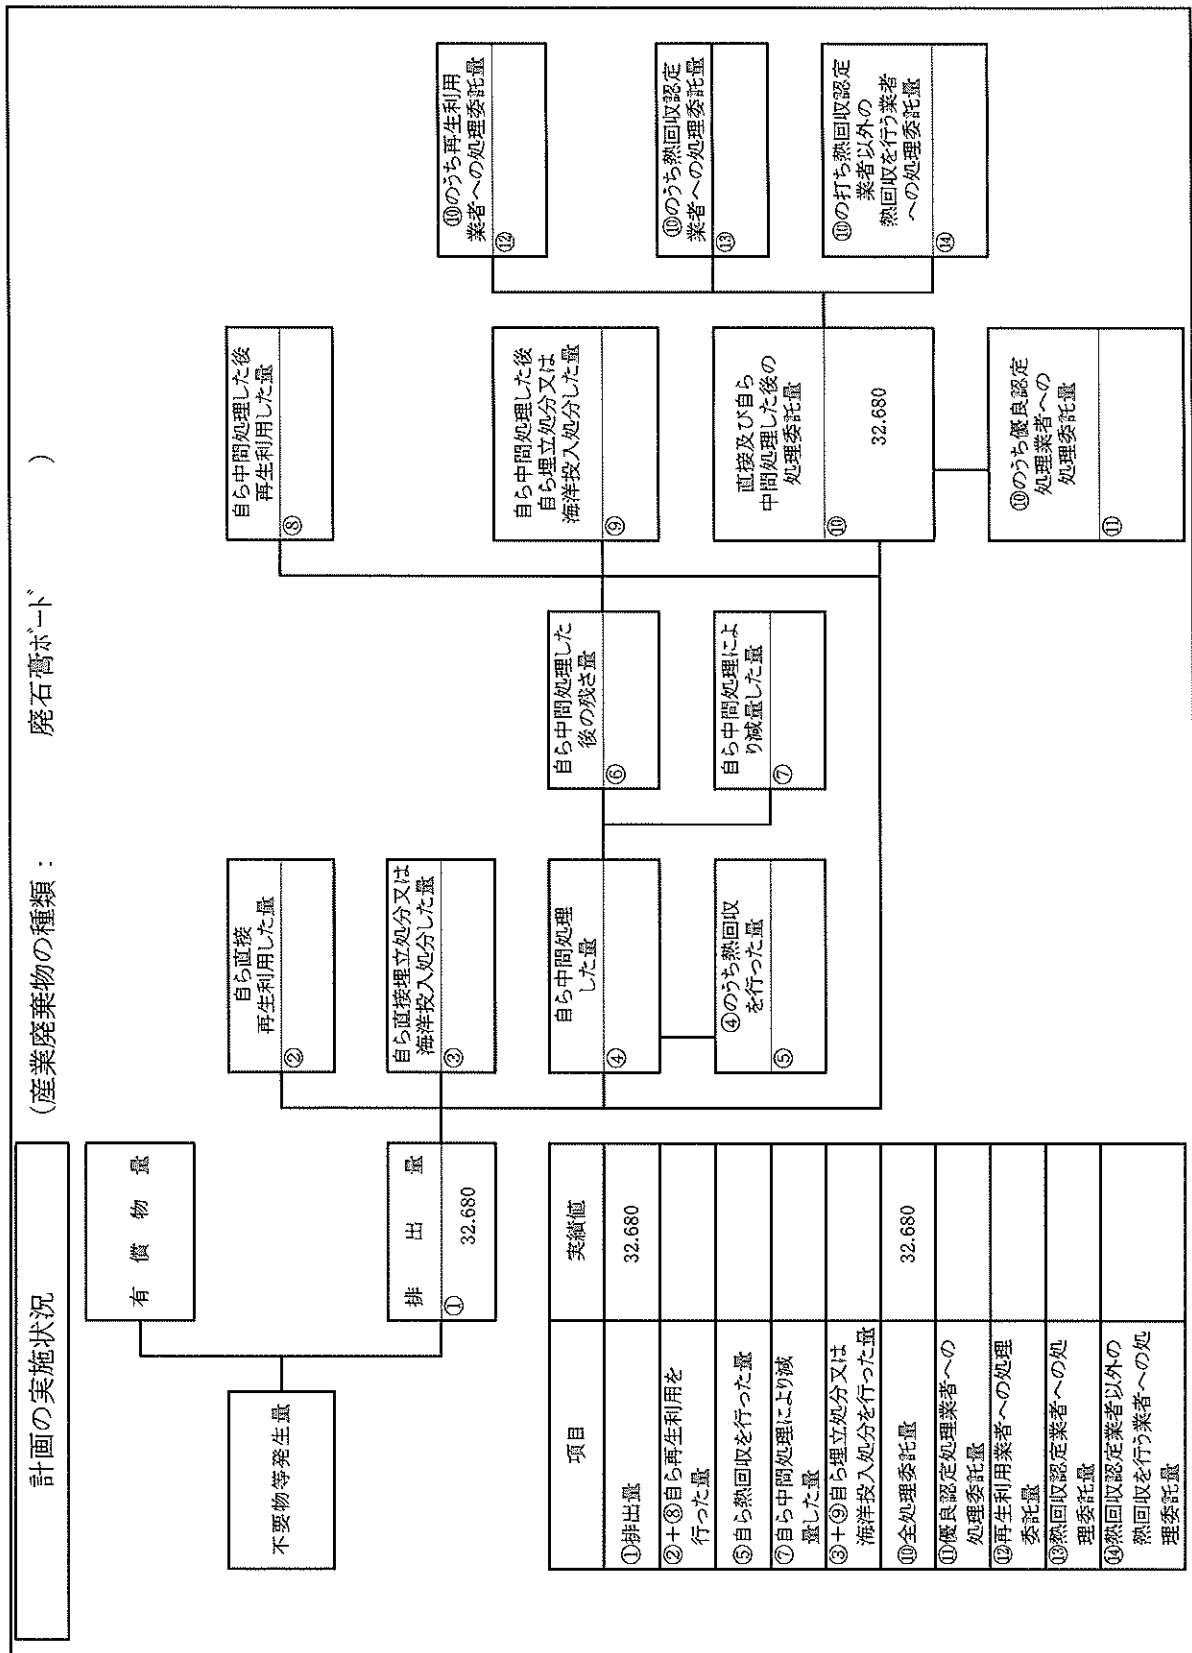 計画の実施状況
(産業廃棄物の種類: 廃石膏ボード )
不要物等発生量
有 償 物 量
排 出 量
① 32.680
自ら直接
再生利用した量
②
自ら直接埋立処分又は
海洋投入処分した量
③
自ら中間処理
した量
④
④のうち熱回収
を行った量
⑤
自ら中間処理した
後の残さ量
⑥
自ら中間処理によ
り減量した量
⑦
自ら中間処理した後
再生利用した量
⑧
自ら中間処理した後
自ら埋立処分又は
海洋投入処分した量
⑨
直接及び自ら
中間処理した後の
処理委託量
⑩ 32.680
⑩のうち優良認定
処理業者への
処理委託量
⑪
⑩のうち再生利用
業者への処理委託量
⑫
⑩のうち熱回収認定
業者への処理委託量
⑬
⑩の打ち熱回収認定
業者以外の
熱回収を行う業者
への処理委託量
⑭
項目 実績値
①排出量 32.680
②+⑧自ら再生利用を
行った量
⑤自ら熱回収を行った量
⑦自ら中間処理により減
量した量
③+⑨自ら埋立処分又は
海洋投入処分を行った量
⑩全処理委託量 32.680
⑪優良認定処理業者への
処理委託量
⑫再生利用業者への処理
委託量
⑬熱回収認定業者への処
理委託量
⑭熱回収認定業者以外の
熱回収を行う業者への処
理委託量